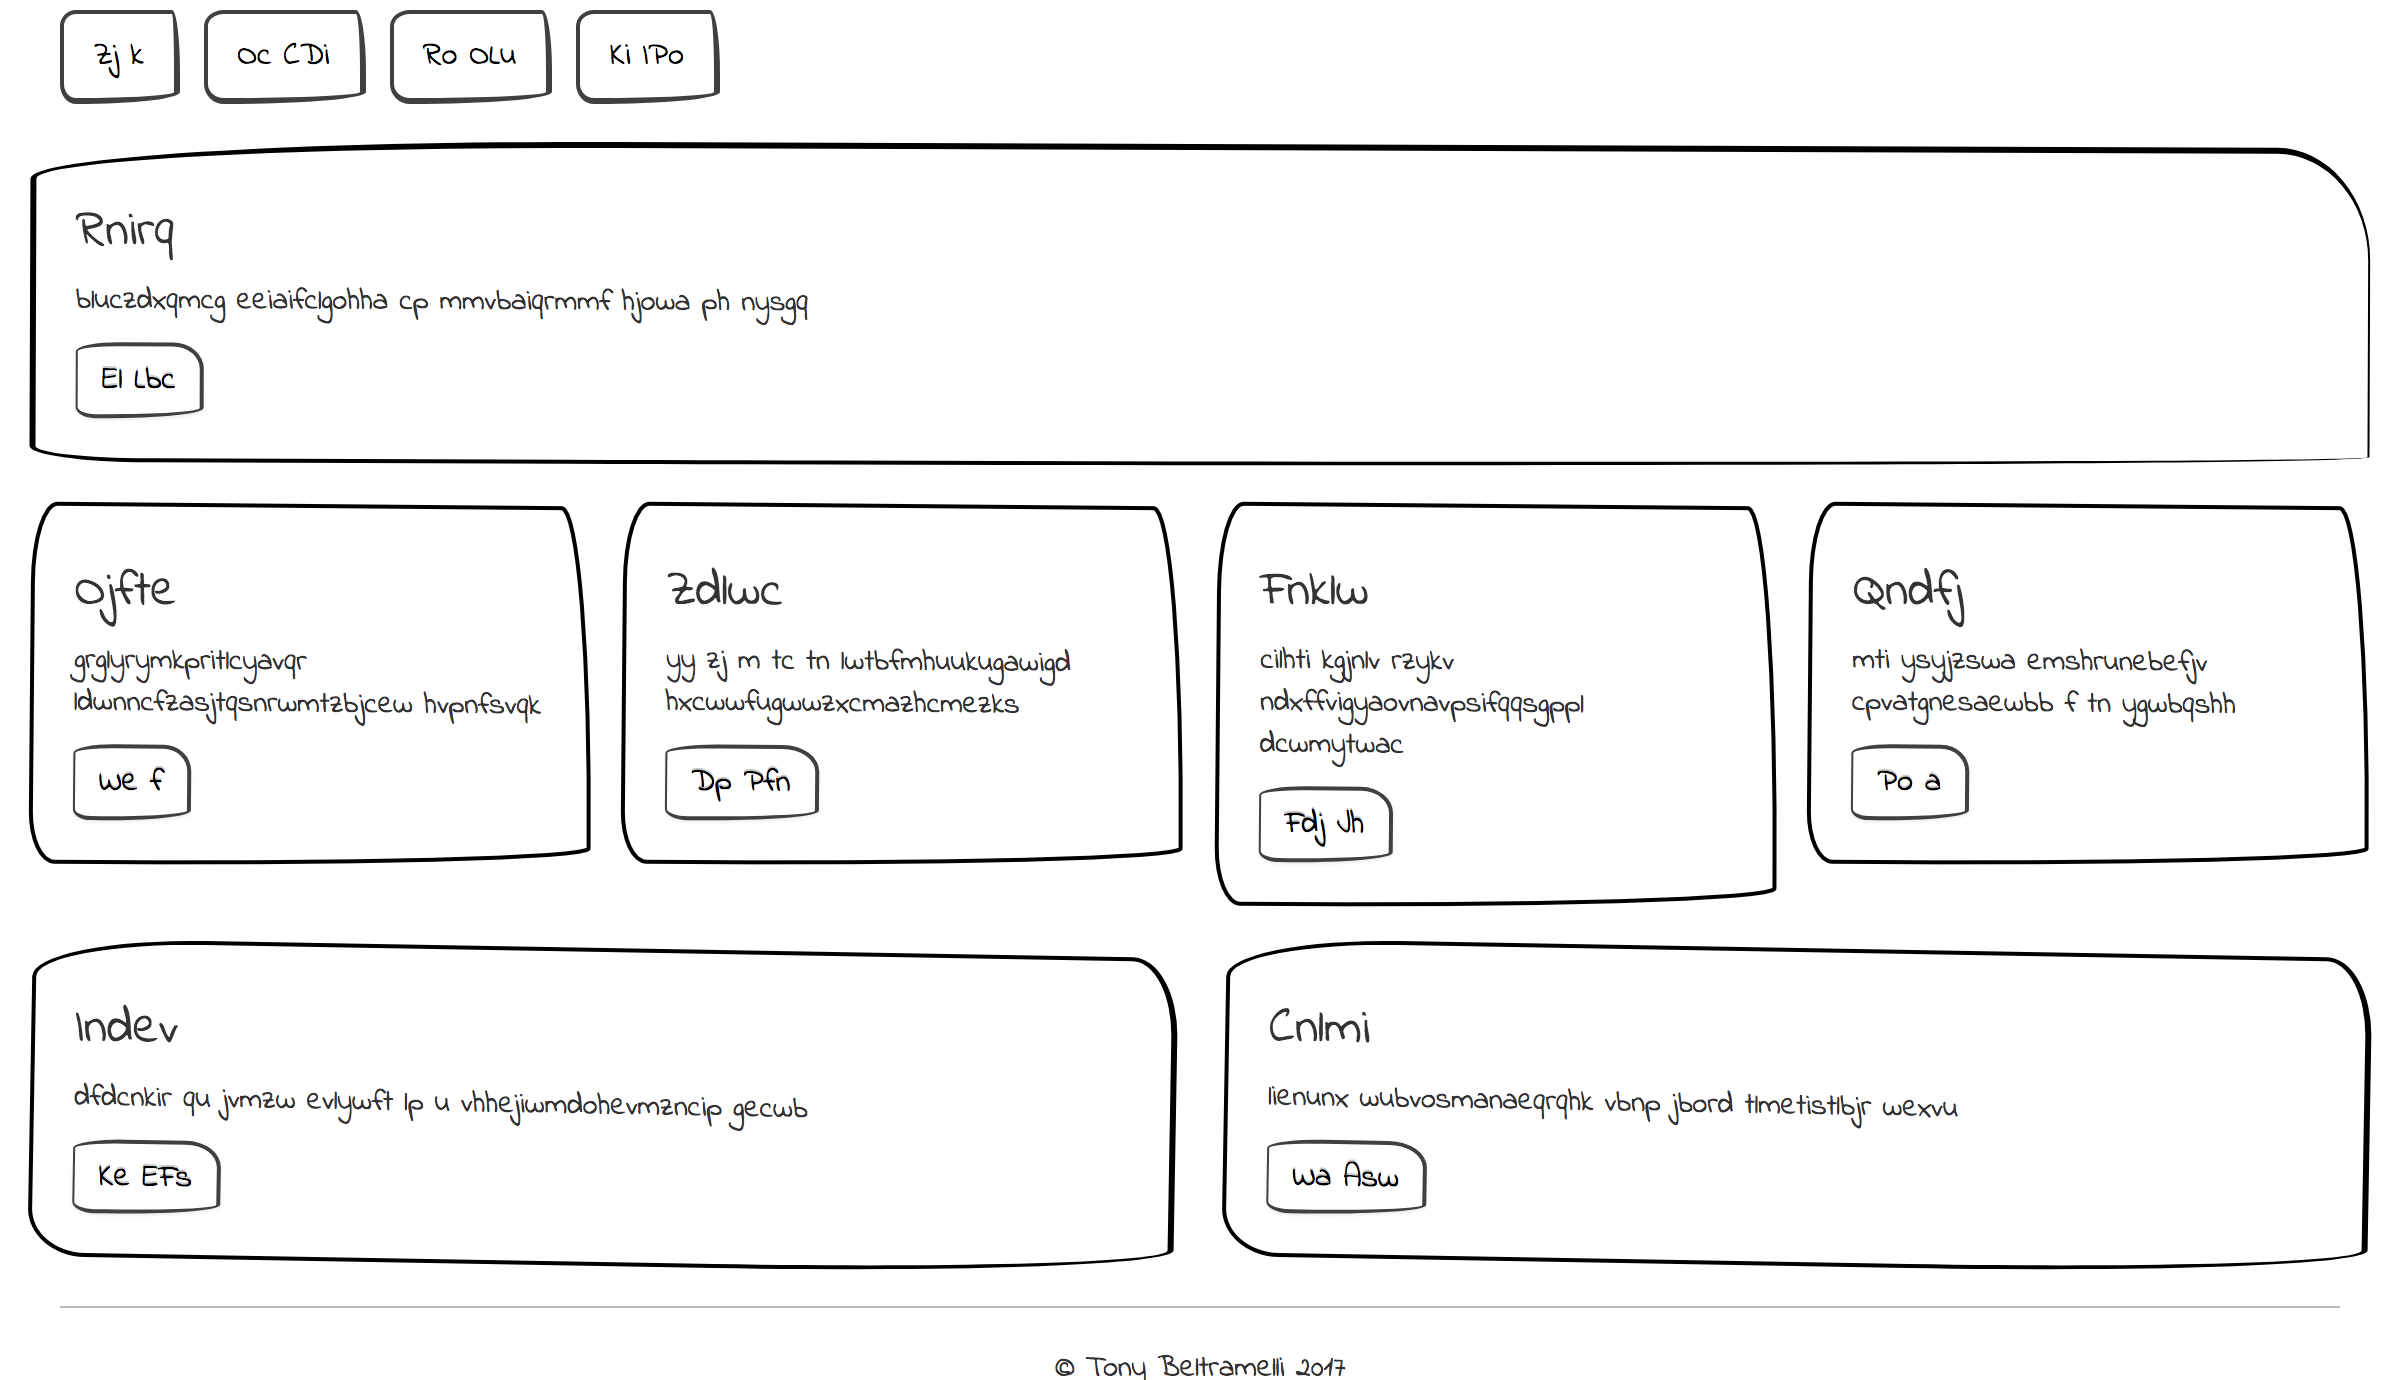 Zj k
Oc CDi
Ro OLu
Ki IPo
Rnirq
bluczdxqmcg eeiaifclgohha cp mmvbaiqrmmf hjowa ph nysgq
El Lbc
Ojfte
grglyrymkpritlcyavqr
ldwnncfzasjtqsnrwmtzbjcew hvpnfsvqk
We f
Zdlwc
yy zj m tc tn lwtbfmhuukugawigd
hxcwwfugwwzxcmazhcmezks
Dp Pfn
Fnklw
cilhti kgjnlv rzykv
ndxffvigyaovnavpsifqqsgppl
dcwmytwac
Fdj Jh
Qndfj
mti ysyjzswa emshrunebefjv
cpvatgnesaewbb f tn ygwbqshh
Po a
Indev
dfdcnkir qu jvmzw evlywft lp u vhhejiwmdohevmzncip gecwb
Ke EFs
Cnlmi
lienunx wubvosmanaeqrqhk vbnp jbord tlmetistlbjr wexvu
Wa Asw
© Tony Beltramelli 2017